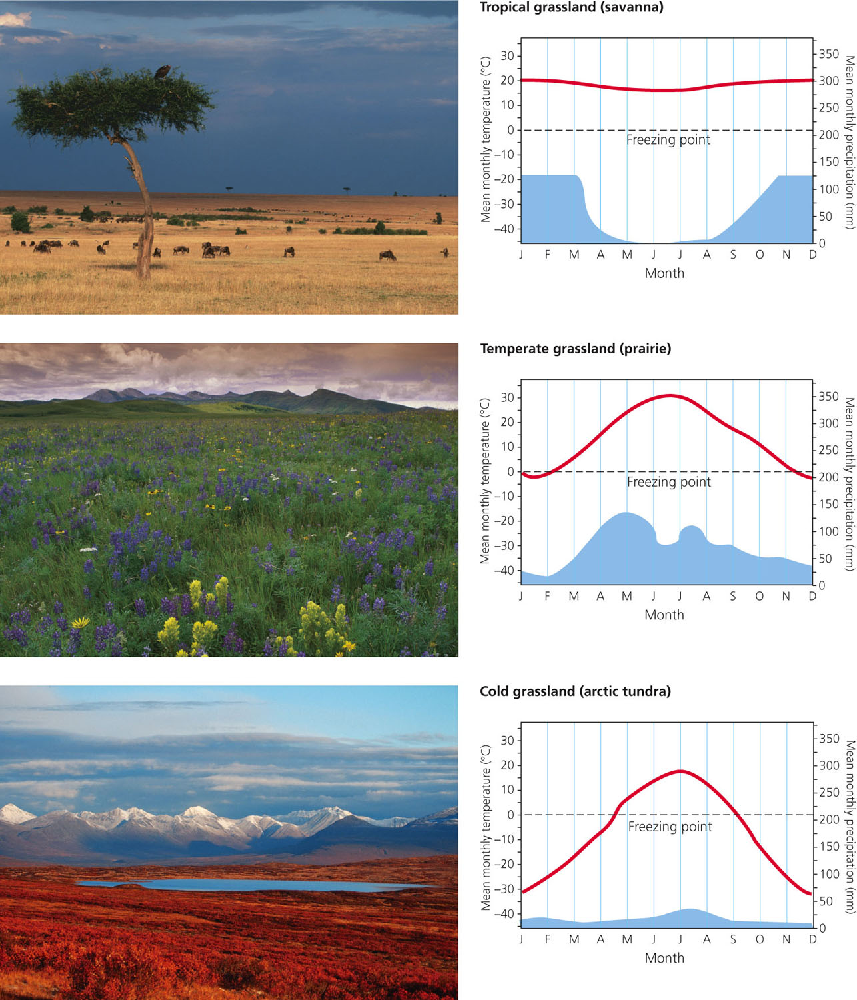 Tropical grassland (savanna)
Mean monthly temperature (°C)
30
20
10
0
–10
–20
–30
–40
Freezing point
350
300
250
200
150
100
50
0
Mean monthly precipitation (mm)
J F M A M J J A S O N D
Month
Temperate grassland (prairie)
Mean monthly temperature (°C)
30
20
10
0
–10
–20
–30
–40
Freezing point
350
300
250
200
150
100
50
0
Mean monthly precipitation (mm)
J F M A M J J A S O N D
Month
Cold grassland (arctic tundra)
Mean monthly temperature (°C)
30
20
10
0
–10
–20
–30
–40
Freezing point
350
300
250
200
150
100
50
0
Mean monthly precipitation (mm)
J F M A M J J A S O N D
Month